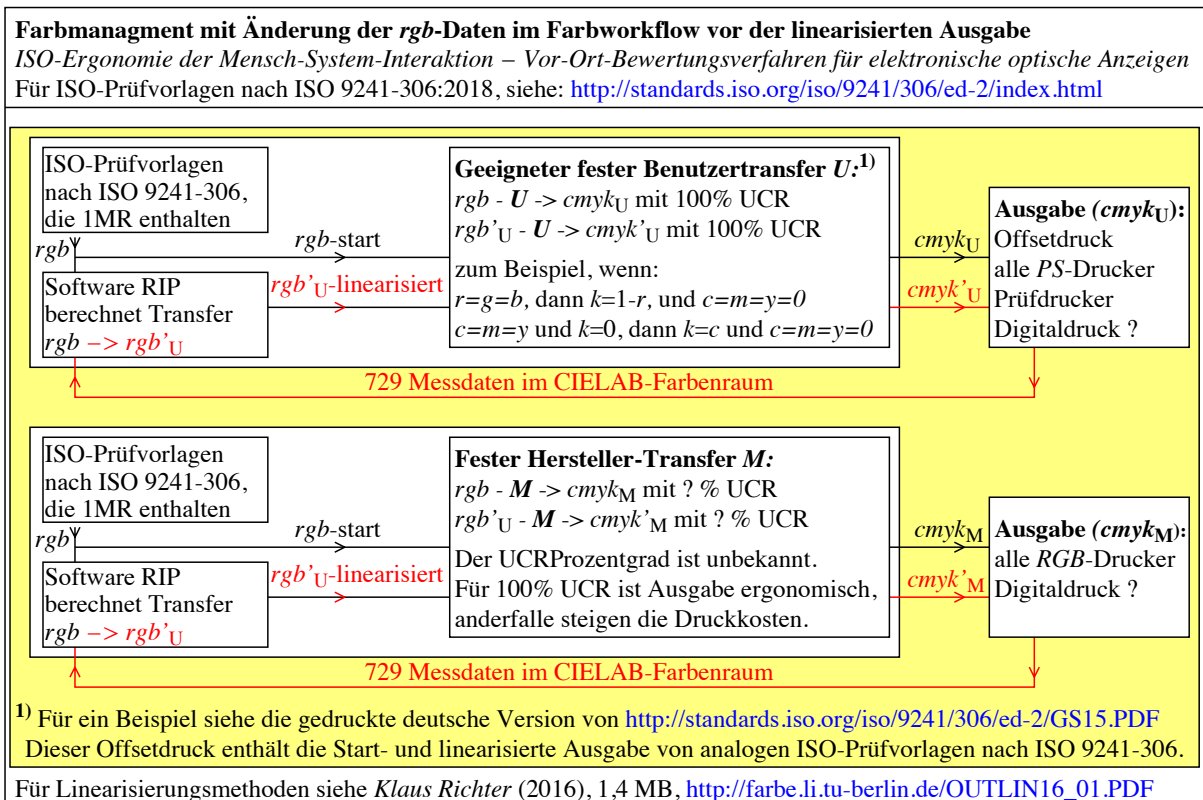 Farbmanagment mit Änderung der rgb-Daten im Farbworkflow vor der linearisierten Ausgabe
ISO-Ergonomie der Mensch-System-Interaktion – Vor-Ort-Bewertungsverfahren für elektronische optische Anzeigen
Für ISO-Prüfvorlagen nach ISO 9241-306:2018, siehe: http://standards.iso.org/iso/9241/306/ed-2/index.html
ISO-Prüfvorlagen
nach ISO 9241-306,
die 1MR enthalten
rgb
rgb-start
Software RIP
berechnet Transfer
rgb –> rgb’U
rgb’U-linearisiert
Geeigneter fester Benutzertransfer U:1)
rgb - U -> cmykU mit 100% UCR
rgb’U - U -> cmyk’U mit 100% UCR
zum Beispiel, wenn:
r=g=b, dann k=1-r, und c=m=y=0
c=m=y und k=0, dann k=c und c=m=y=0
cmykU
cmyk’U
Ausgabe (cmykU):
Offsetdruck
alle PS-Drucker
Prüfdrucker
Digitaldruck ?
729 Messdaten im CIELAB-Farbenraum
ISO-Prüfvorlagen
nach ISO 9241-306,
die 1MR enthalten
rgb
rgb-start
Software RIP
berechnet Transfer
rgb –> rgb’U
rgb’U-linearisiert
Fester Hersteller-Transfer M:
rgb - M -> cmykM mit ? % UCR
rgb’U - M -> cmyk’M mit ? % UCR
Der UCRProzentgrad ist unbekannt.
Für 100% UCR ist Ausgabe ergonomisch,
anderfalle steigen die Druckkosten.
cmykM
cmyk’M
Ausgabe (cmykM):
alle RGB-Drucker
Digitaldruck ?
729 Messdaten im CIELAB-Farbenraum
1) Für ein Beispiel siehe die gedruckte deutsche Version von http://standards.iso.org/iso/9241/306/ed-2/GS15.PDF
Dieser Offsetdruck enthält die Start- und linearisierte Ausgabe von analogen ISO-Prüfvorlagen nach ISO 9241-306.
Für Linearisierungsmethoden siehe Klaus Richter (2016), 1,4 MB, http://farbe.li.tu-berlin.de/OUTLIN16_01.PDF